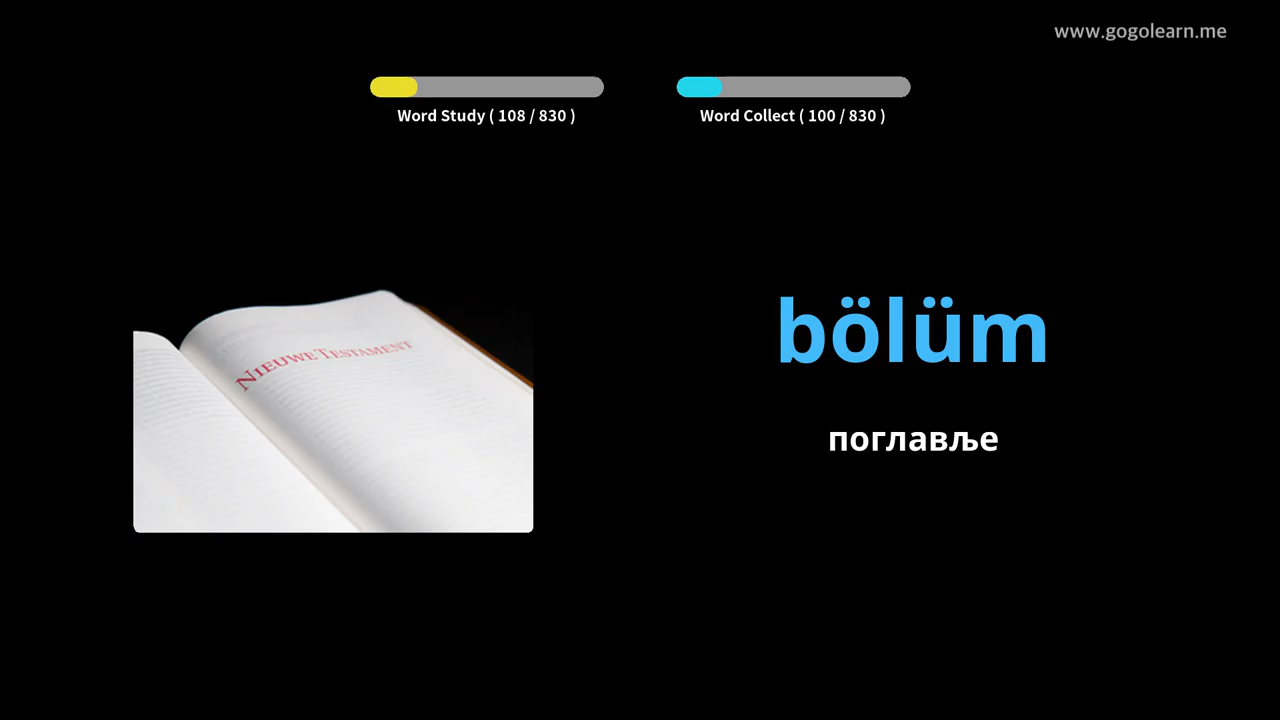 www.gogolearn.me
Word Study ( 108 / 830 )
Word Collect ( 100 / 830 )
NIEUWE TESTAMENT
bölüm
поглавље